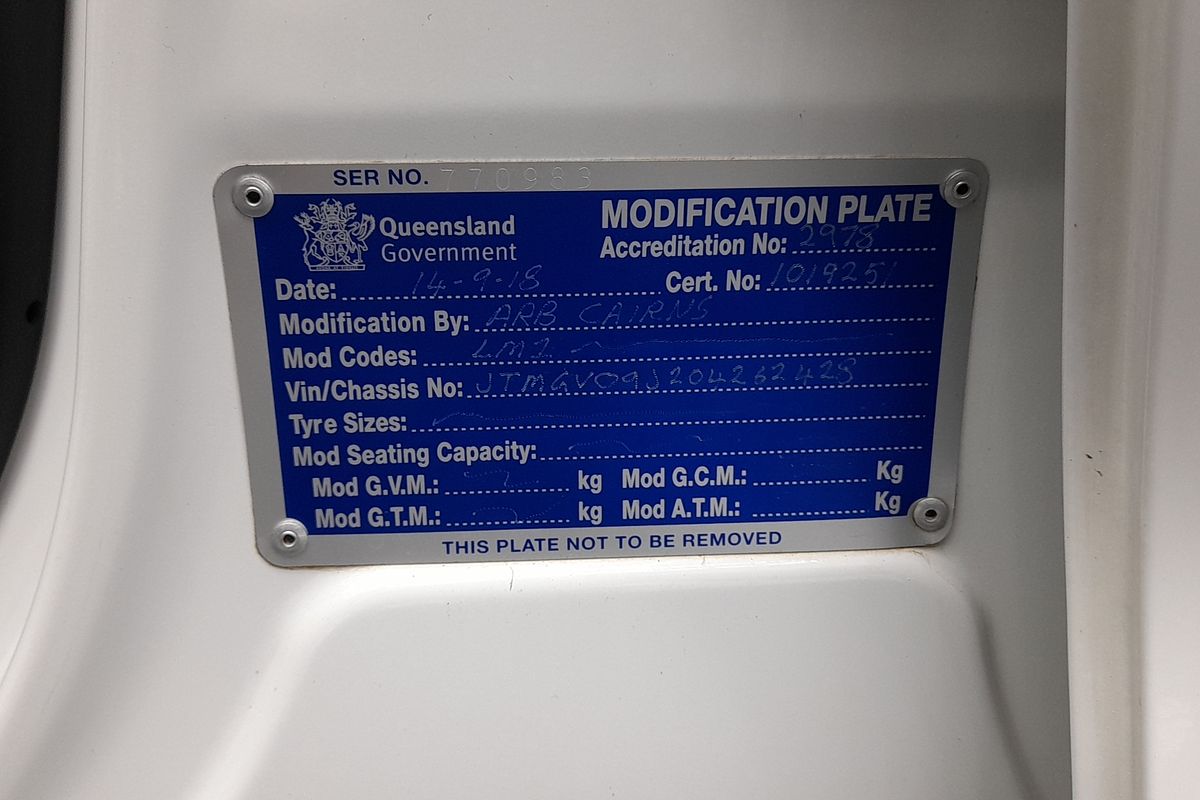 SER NO. 770983
Queensland
Government
MODIFICATION PLATE
Accreditation No: 2978
Date: 14-9-18 Cert. No: 1019251
Modification By: ARB CAIRNS
Mod Codes: LM1
Vin/Chassis No: JTMGV09J204262428
Tyre Sizes:
Mod Seating Capacity:
Mod G.V.M.: kg Mod G.C.M.: Kg
Mod G.T.M.: kg Mod A.T.M.: Kg
THIS PLATE NOT TO BE REMOVED